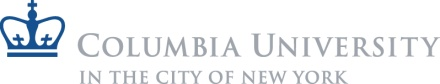 COLUMBIA UNIVERSITY
IN THE CITY OF NEW YORK